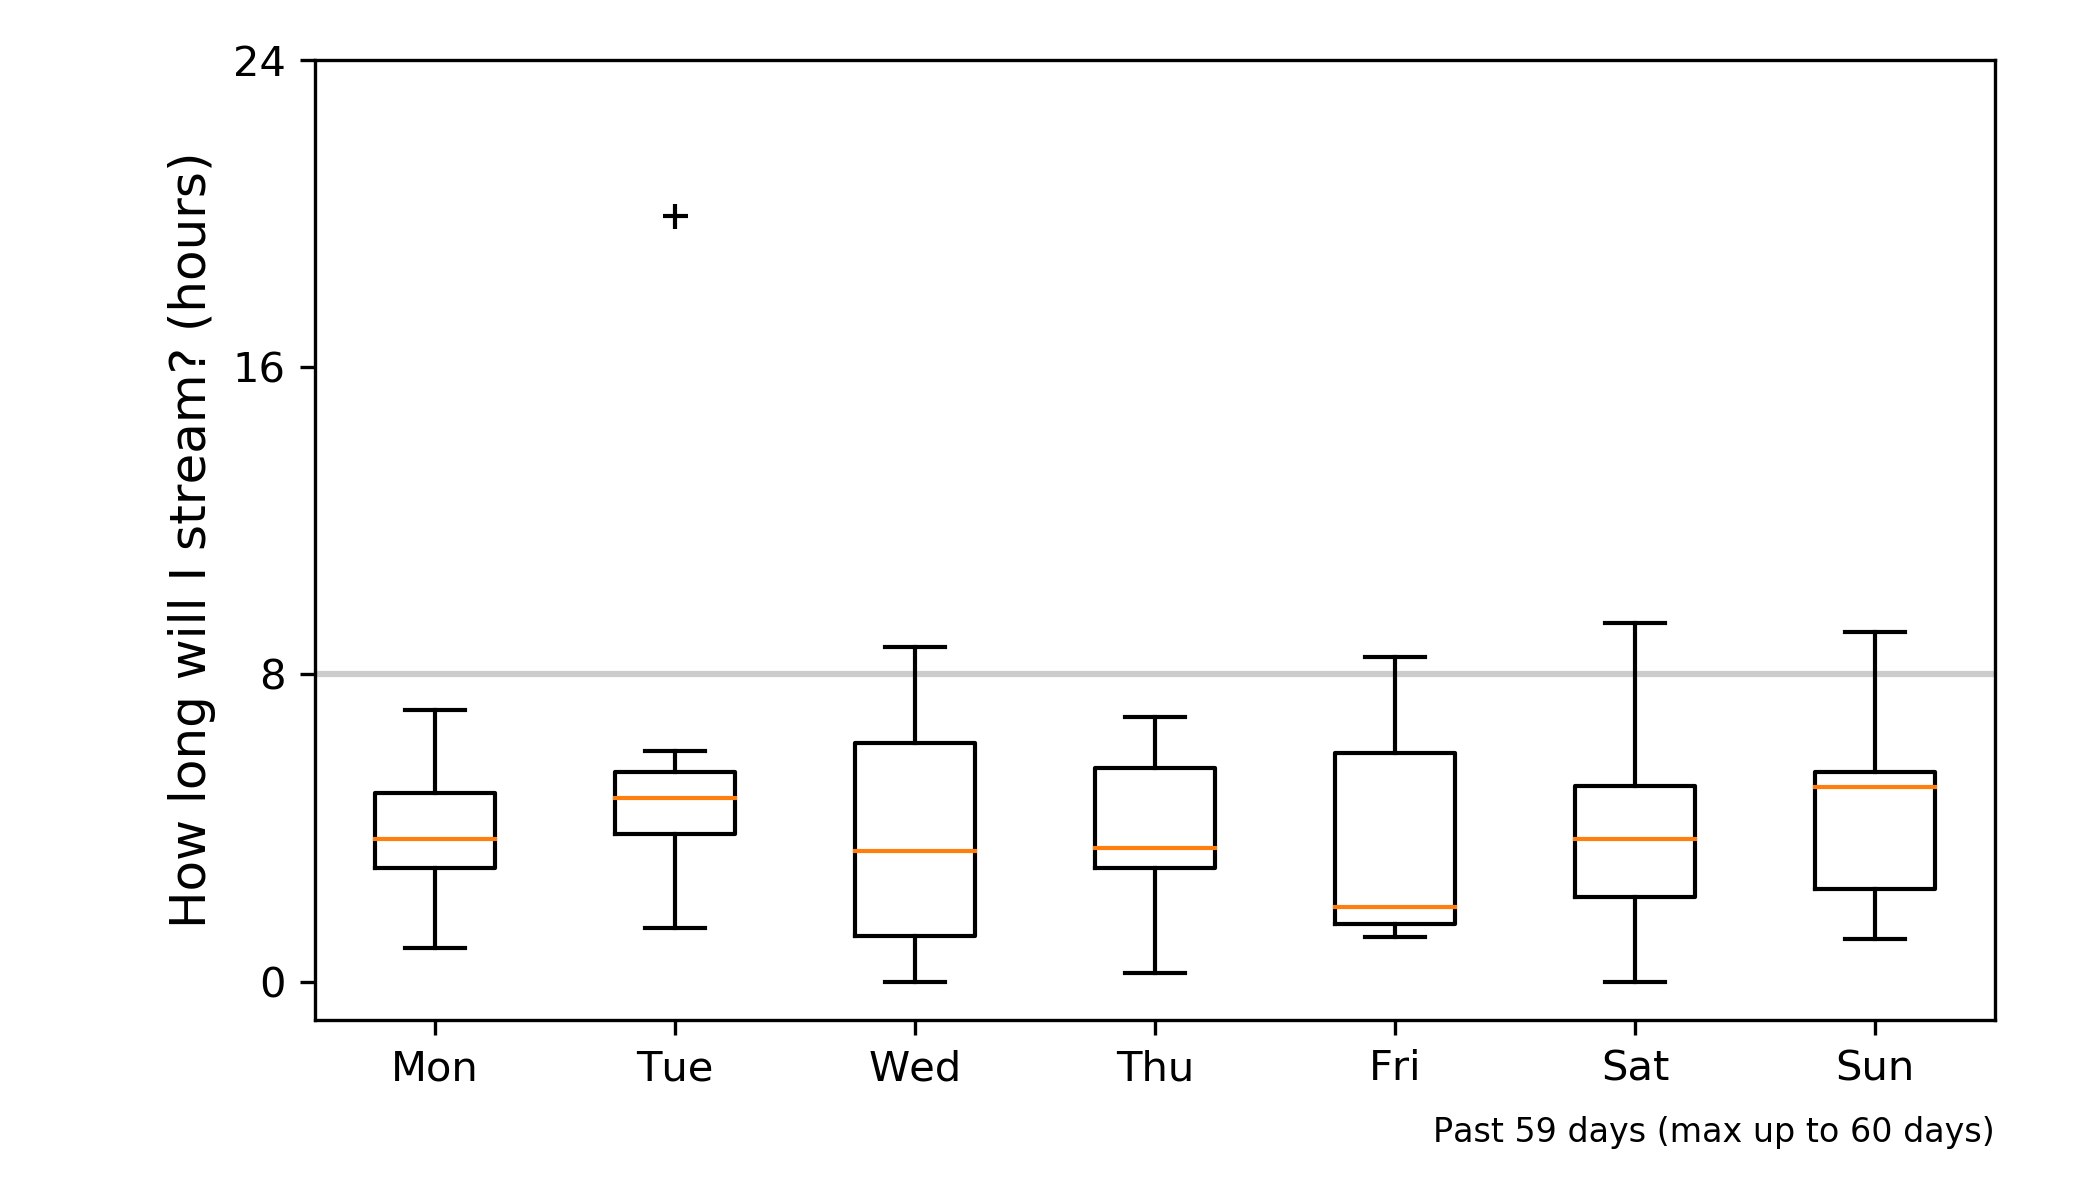 How long will I stream? (hours)
24
16
8
0
Mon Tue Wed Thu Fri Sat Sun
Past 59 days (max up to 60 days)